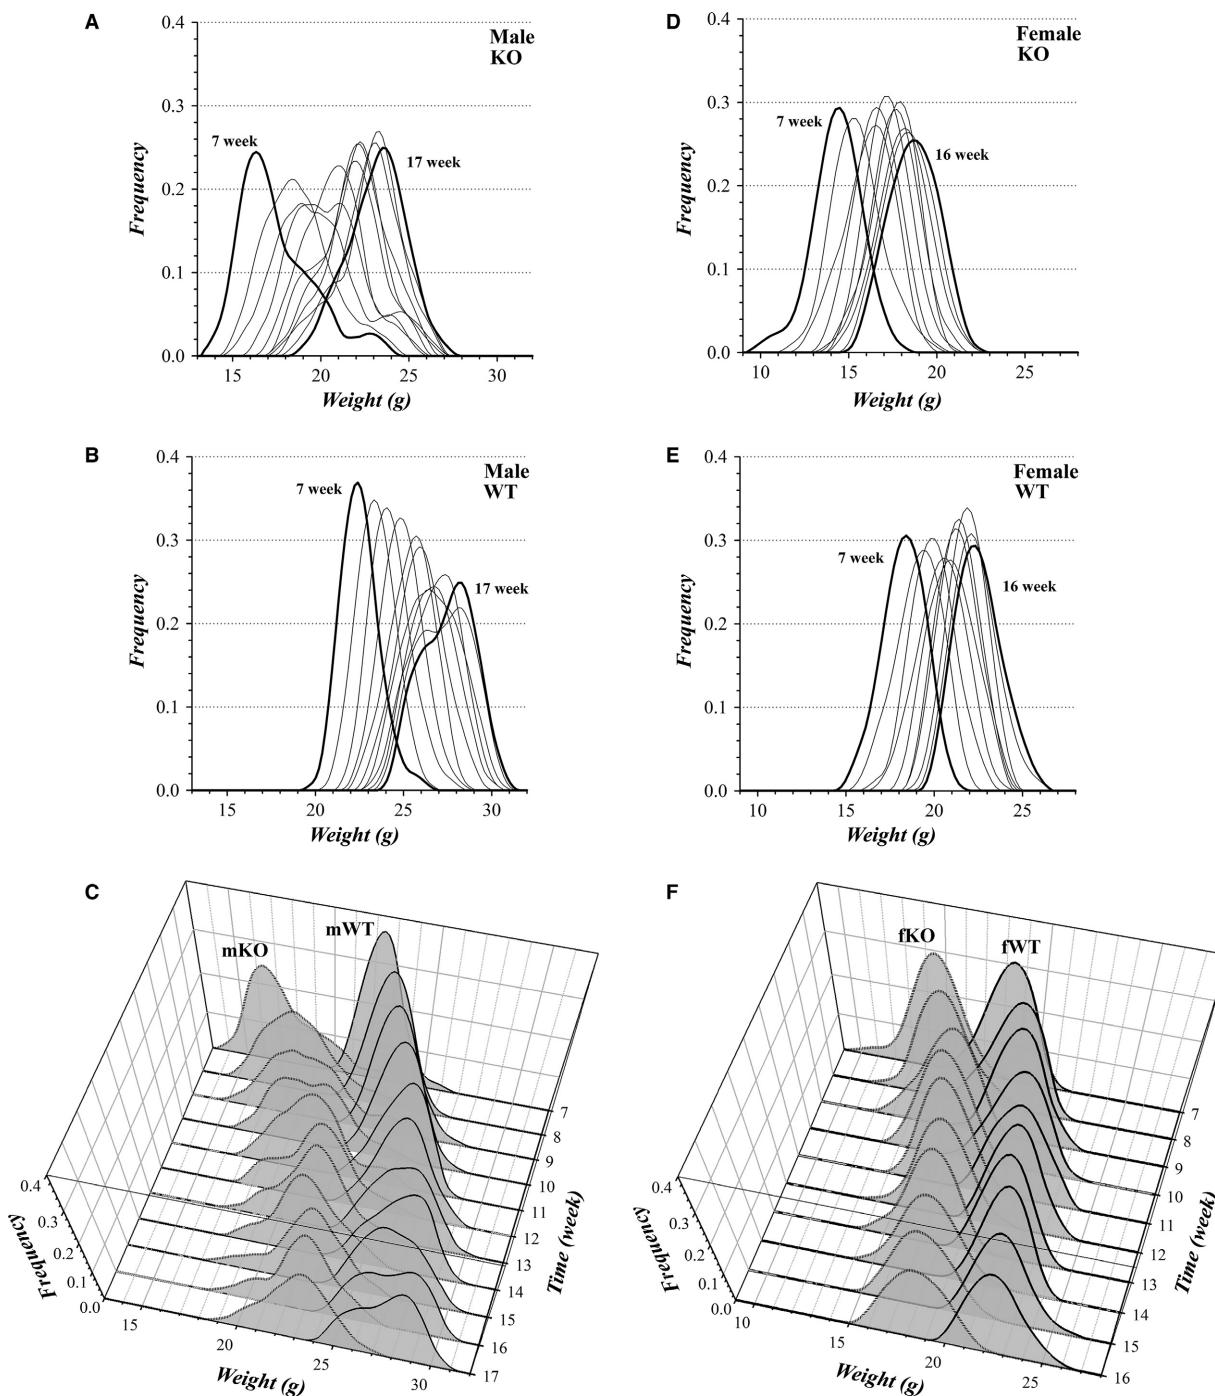 A
Male
KO
0.4
0.3
0.2
0.1
0.0
Frequency
7 week
17 week
15
20
25
30
Weight (g)
D
Female
KO
0.4
0.3
0.2
0.1
0.0
Frequency
7 week
16 week
10
15
20
25
Weight (g)
B
Male
WT
0.4
0.3
0.2
0.1
0.0
Frequency
7 week
17 week
15
20
25
30
Weight (g)
E
Female
WT
0.4
0.3
0.2
0.1
0.0
Frequency
7 week
16 week
10
15
20
25
Weight (g)
C
mKO
mWT
0.4
0.3
0.2
0.1
0.0
Frequency
15
20
25
30
Weight (g)
7
8
9
10
11
12
13
14
15
16
17
Time (week)
F
fKO
fWT
0.4
0.3
0.2
0.1
0.0
Frequency
10
15
20
25
Weight (g)
7
8
9
10
11
12
13
14
15
16
Time (week)